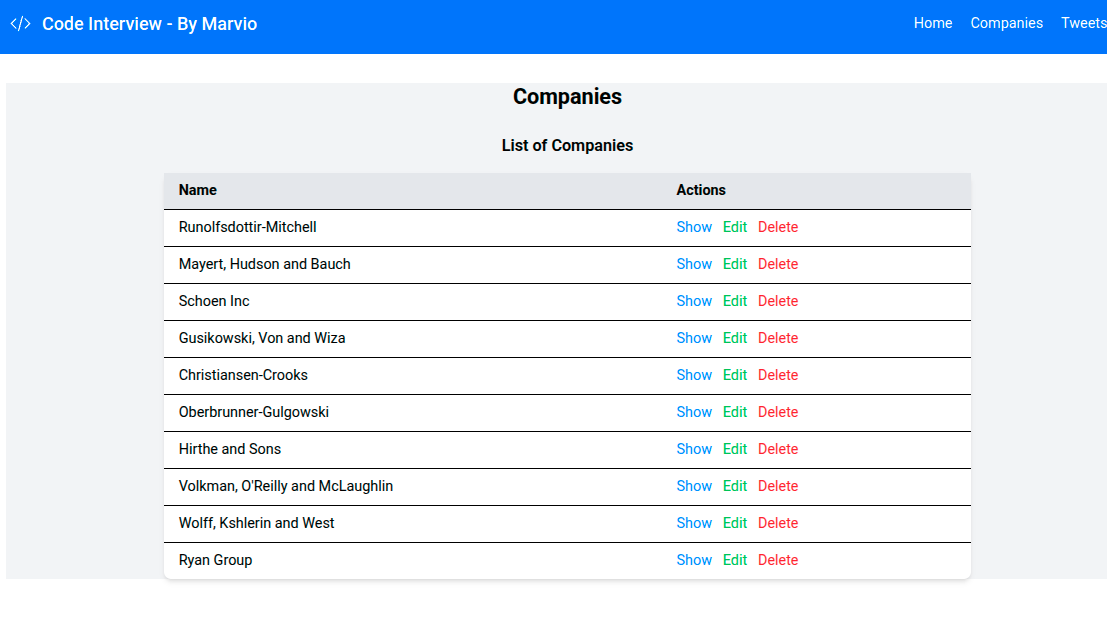 </> Code Interview - By Marvio Home Companies Tweets
Companies
List of Companies
Name Actions
Runolfsdottir-Mitchell Show Edit Delete
Mayert, Hudson and Bauch Show Edit Delete
Schoen Inc Show Edit Delete
Gusikowski, Von and Wiza Show Edit Delete
Christiansen-Crooks Show Edit Delete
Oberbrunner-Gulgowski Show Edit Delete
Hirthe and Sons Show Edit Delete
Volkman, O'Reilly and McLaughlin Show Edit Delete
Wolff, Kshlerin and West Show Edit Delete
Ryan Group Show Edit Delete